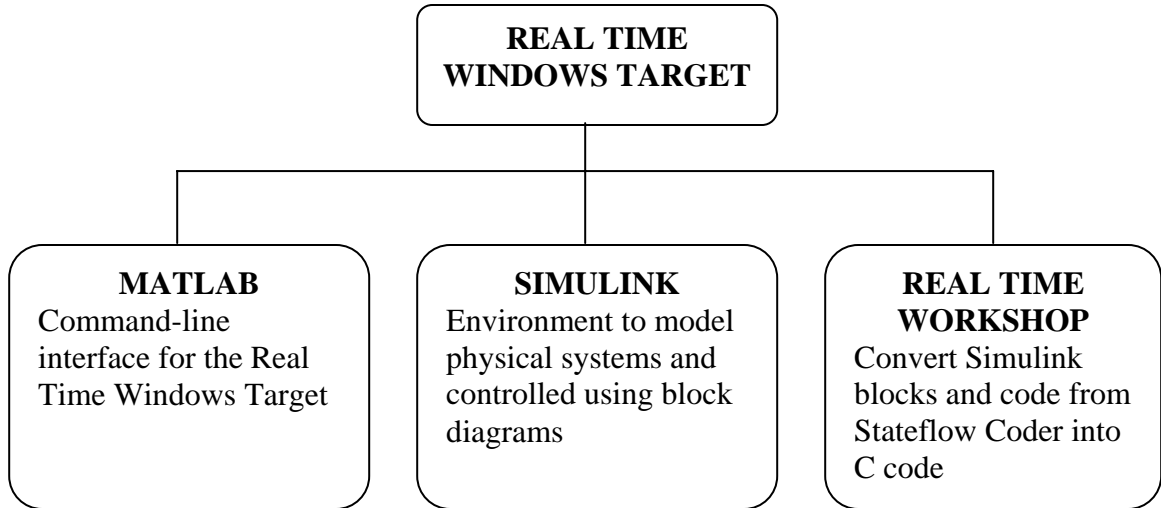 REAL TIME
WINDOWS TARGET
MATLAB
Command-line
interface for the Real
Time Windows Target
SIMULINK
Environment to model
physical systems and
controlled using block
diagrams
REAL TIME
WORKSHOP
Convert Simulink
blocks and code from
Stateflow Coder into
C code